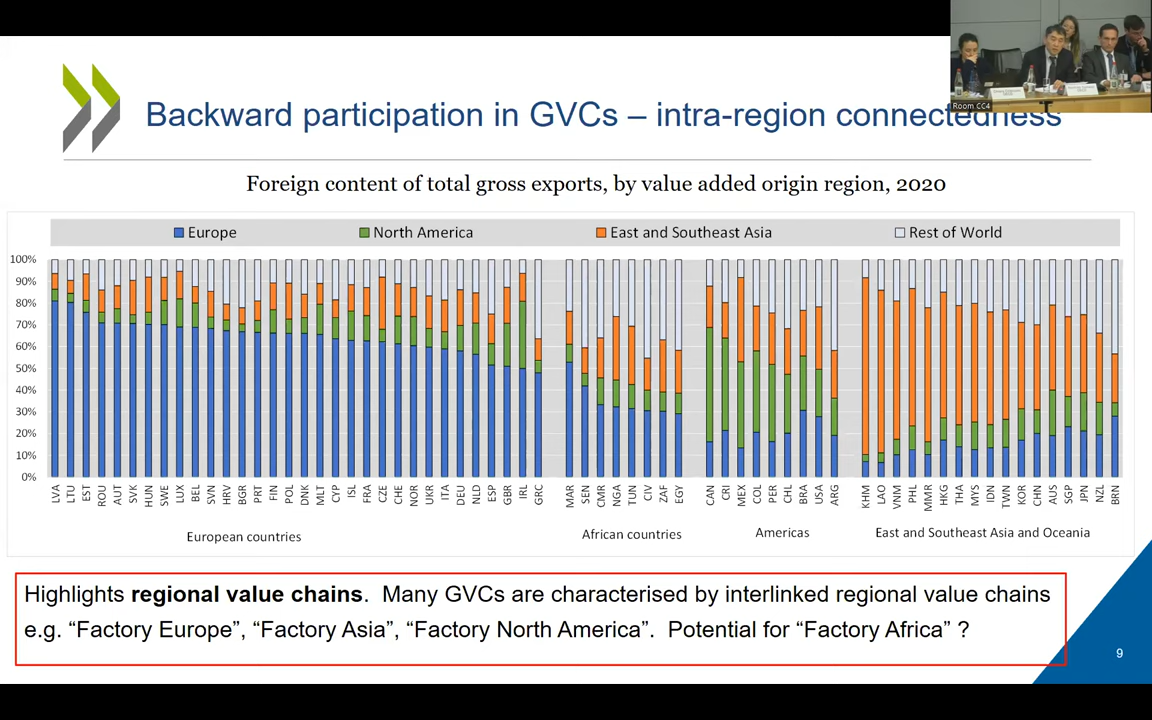 Room CC4
Backward participation in GVCs – intra-region connectedness
Foreign content of total gross exports, by value added origin region, 2020
Europe North America East and Southeast Asia Rest of World
100%
90%
80%
70%
60%
50%
40%
30%
20%
10%
0%
LVA LTU EST ROU AUT SVK HUN SWE LUX BEL SVN HRV BGR PRT FIN POL DNK MLT CYP ISL FRA CZE CHE NOR UKR ITA DEU NLD ESP GBR IRL GRC MAR SEN CMR NGA TUN CIV ZAF EGY CAN CRI MEX COL PER CHL BRA USA ARG KHM LAO VNM PHL MMR HKG THA MYS IDN TWN KOR CHN AUS SGP JPN NZL BRN
European countries African countries Americas East and Southeast Asia and Oceania
Highlights regional value chains. Many GVCs are characterised by interlinked regional value chains
e.g. “Factory Europe”, “Factory Asia”, “Factory North America”. Potential for “Factory Africa” ?
9